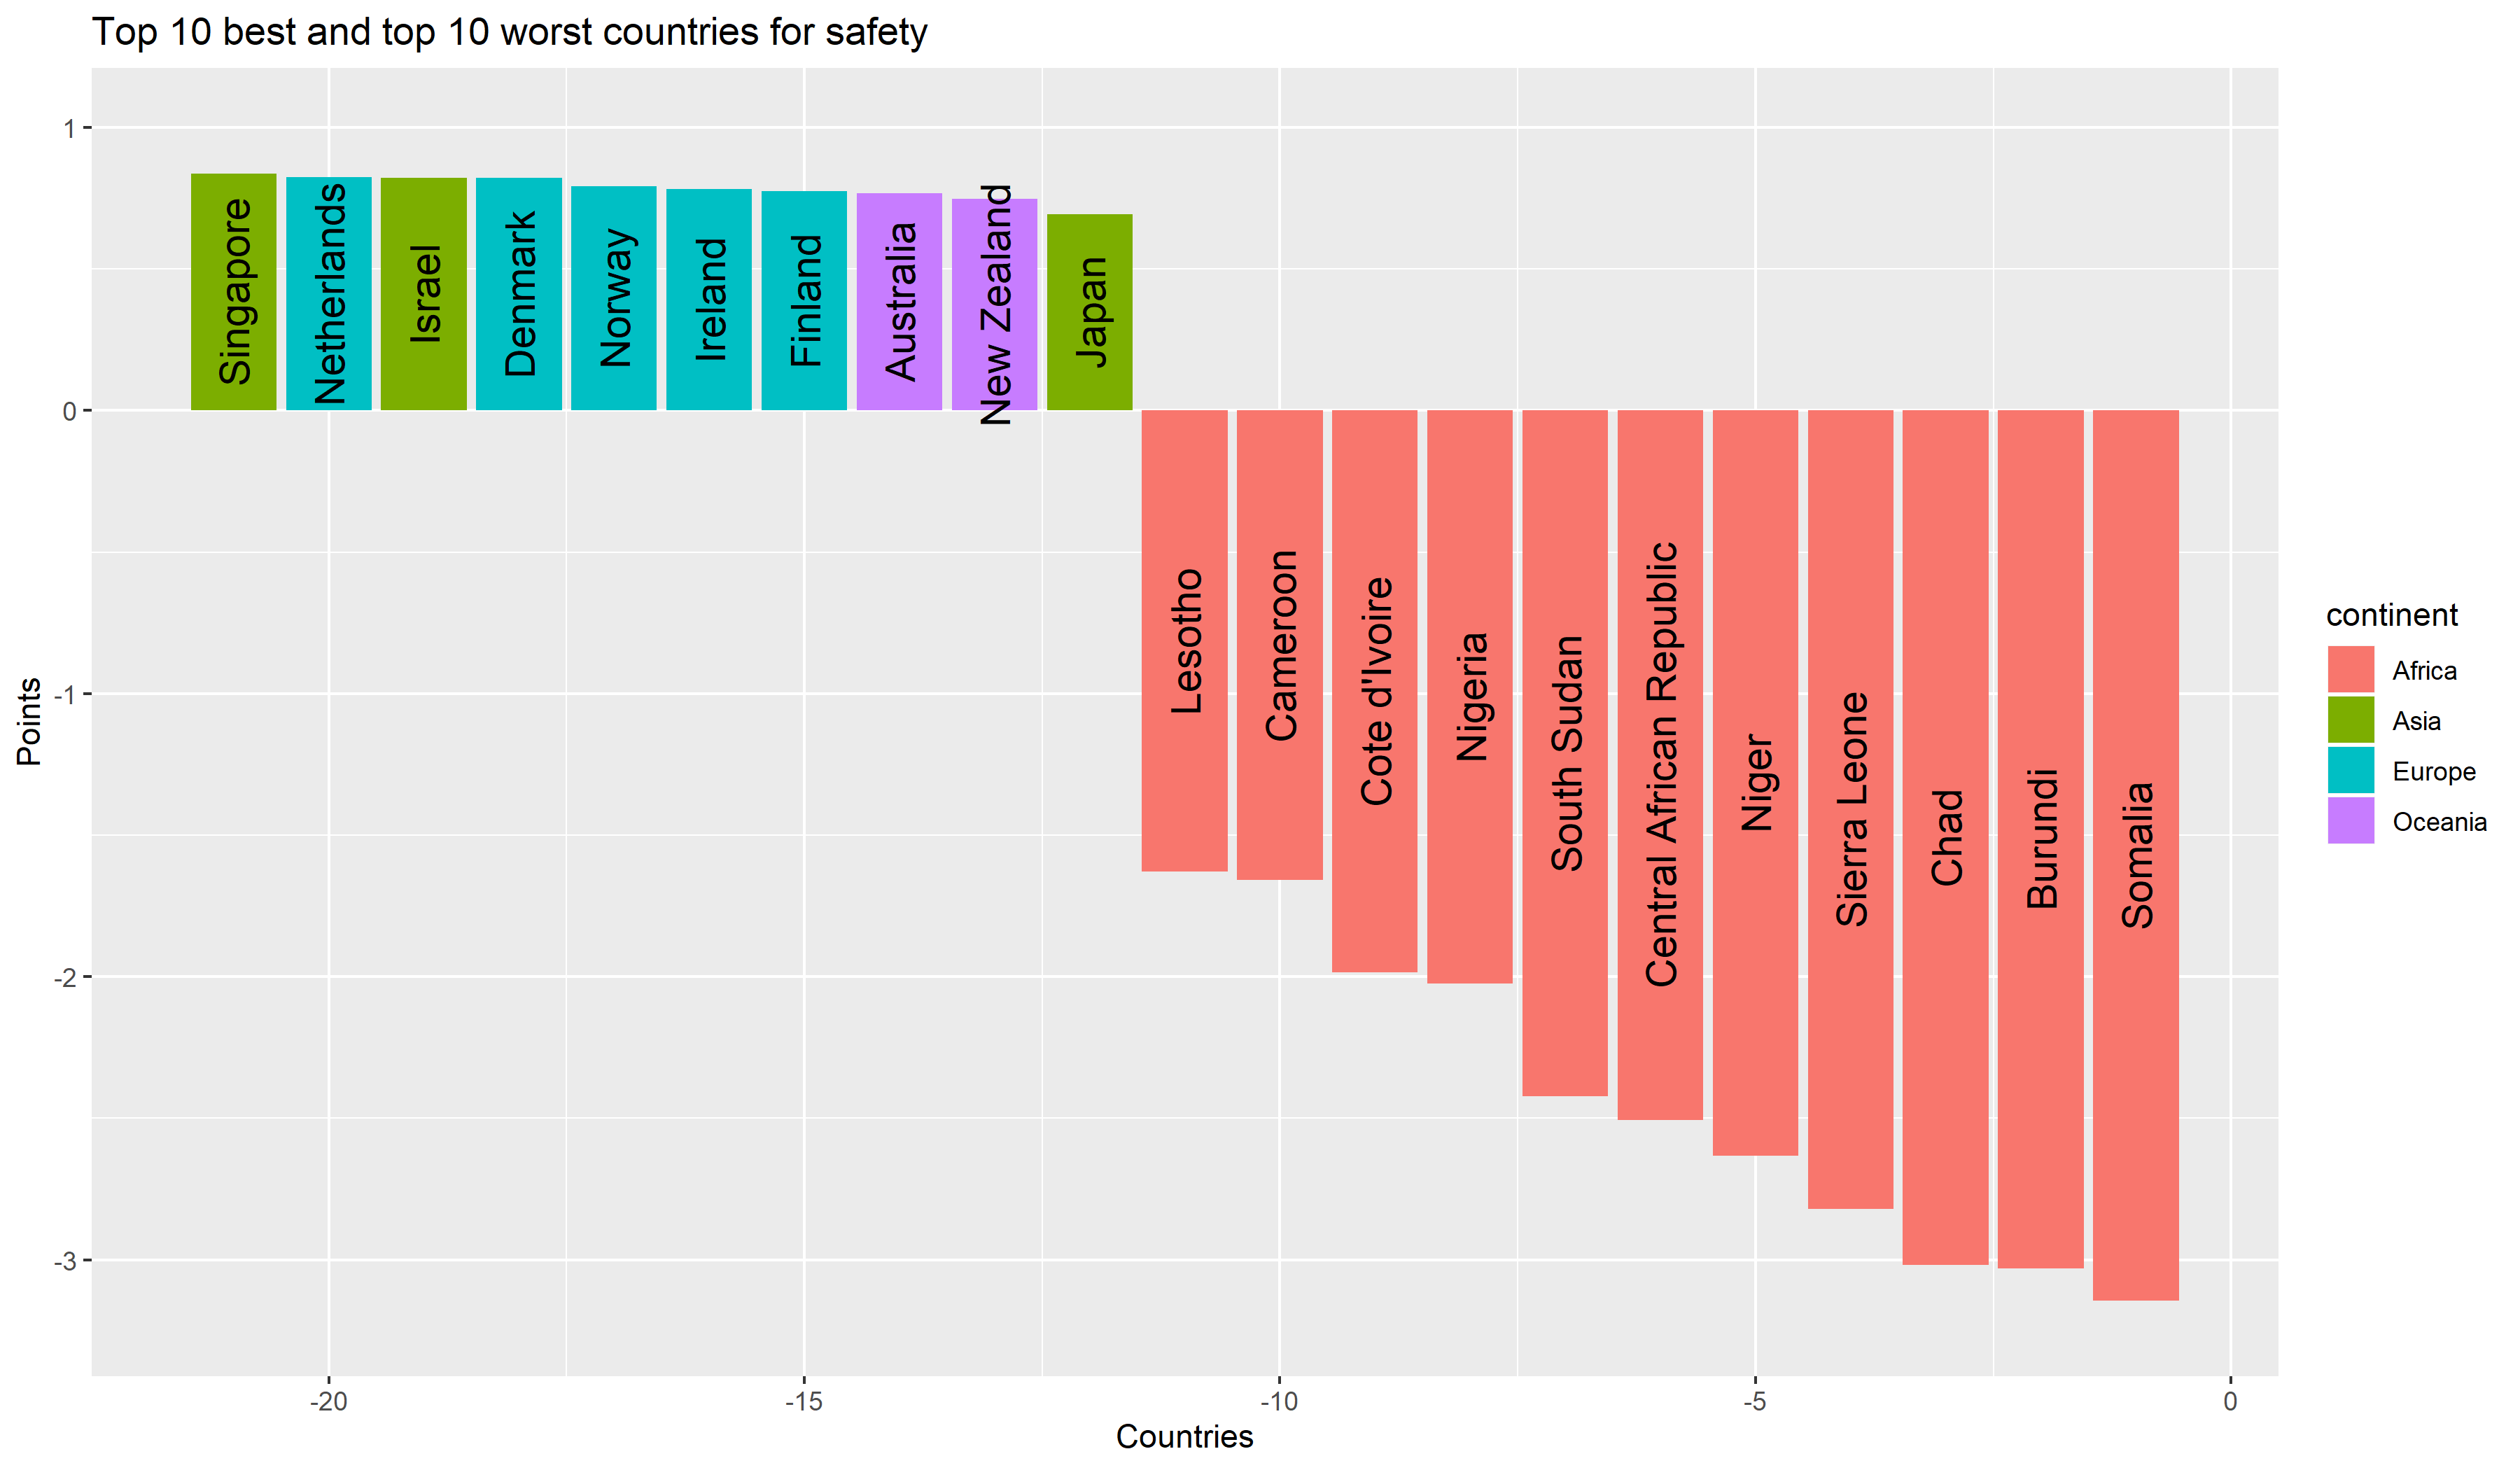 Top 10 best and top 10 worst countries for safety
Points
1
0
-1
-2
-3
Singapore
Netherlands
Israel
Denmark
Norway
Ireland
Finland
Australia
New Zealand
Japan
Lesotho
Cameroon
Cote d'Ivoire
Nigeria
South Sudan
Central African Republic
Niger
Sierra Leone
Chad
Burundi
Somalia
-20
-15
-10
-5
0
Countries
continent
Africa
Asia
Europe
Oceania